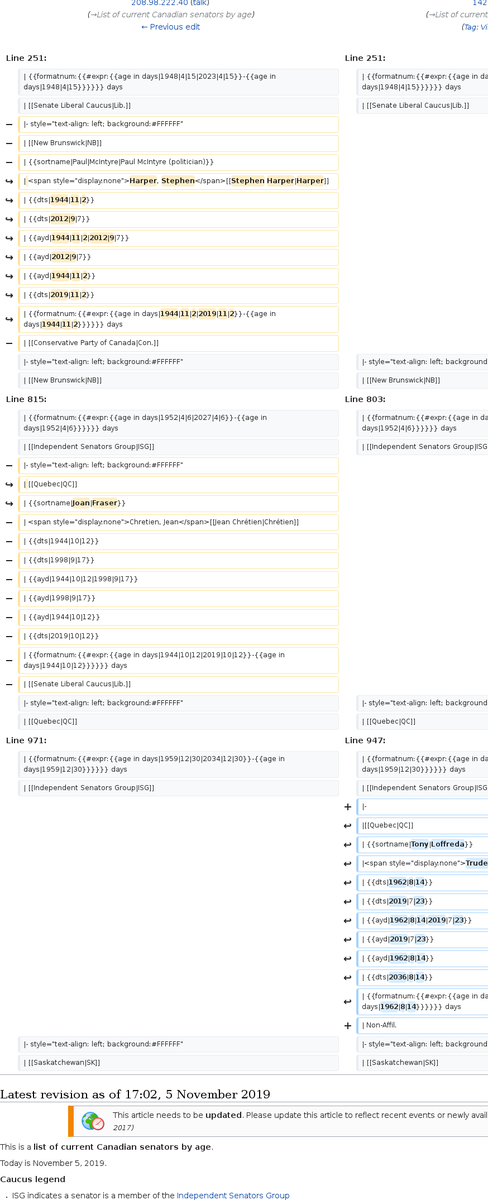 208.98.222.40 (talk)
142
(→List of current Canadian senators by age)
(→List of current
← Previous edit
(Tag: Vi
Line 251:
Line 251:
| {{formatnum:{{#expr:{{age in days|1948|4|15|2023|4|15}}-{{age in
days|1948|4|15}}}}}} days
| {{formatnum:{{#expr:{{age in da
days|1948|4|15}}}}}} days
| [[Senate Liberal Caucus|Lib.]]
| [[Senate Liberal Caucus|Lib.]]
− |- style="text-align: left; background:#FFFFFF"
− | [[New Brunswick|NB]]
− | {{sortname|Paul|McIntyre|Paul McIntyre (politician)}}
↪ | <span style="display:none">Harper, Stephen</span>[[Stephen Harper|Harper]]
↪ | {{dts|1944|11|2}}
↪ | {{dts|2012|9|7}}
↪ | {{ayd|1944|11|2|2012|9|7}}
↪ | {{ayd|2012|9|7}}
↪ | {{ayd|1944|11|2}}
↪ | {{dts|2019|11|2}}
↪ | {{formatnum:{{#expr:{{age in days|1944|11|2|2019|11|2}}-{{age in
days|1944|11|2}}}}}} days
− | [[Conservative Party of Canada|Con.]]
|- style="text-align: left; background:#FFFFFF"
|- style="text-align: left; backgroun
| [[New Brunswick|NB]]
| [[New Brunswick|NB]]
Line 815:
Line 803:
| {{formatnum:{{#expr:{{age in days|1952|4|6|2027|4|6}}-{{age in
days|1952|4|6}}}}}} days
| {{formatnum:{{#expr:{{age in da
days|1952|4|6}}}}}} days
| [[Independent Senators Group|ISG]]
| [[Independent Senators Group|ISG
− |- style="text-align: left; background:#FFFFFF"
↪ | [[Quebec|QC]]
↪ | {{sortname|Joan|Fraser}}
− | <span style="display:none">Chretien, Jean</span>[[Jean Chrétien|Chrétien]]
− | {{dts|1944|10|12}}
− | {{dts|1998|9|17}}
− | {{ayd|1944|10|12|1998|9|17}}
− | {{ayd|1998|9|17}}
− | {{ayd|1944|10|12}}
− | {{dts|2019|10|12}}
− | {{formatnum:{{#expr:{{age in days|1944|10|12|2019|10|12}}-{{age in
days|1944|10|12}}}}}} days
− | [[Senate Liberal Caucus|Lib.]]
|- style="text-align: left; background:#FFFFFF"
|- style="text-align: left; backgroun
| [[Quebec|QC]]
| [[Quebec|QC]]
Line 971:
Line 947:
| {{formatnum:{{#expr:{{age in days|1959|12|30|2034|12|30}}-{{age in
days|1959|12|30}}}}}} days
| {{formatnum:{{#expr:{{age in da
days|1959|12|30}}}}}} days
| [[Independent Senators Group|ISG]]
| [[Independent Senators Group|ISG
+ |-
↩ |[[Quebec|QC]]
↩ | {{sortname|Tony|Loffreda}}
↩ |<span style="display:none">Trude
↩ | {{dts|1962|8|14}}
↩ | {{dts|2019|7|23}}
↩ | {{ayd|1962|8|14|2019|7|23}}
↩ | {{ayd|2019|7|23}}
↩ | {{ayd|1962|8|14}}
↩ | {{dts|2036|8|14}}
↩ | {{formatnum:{{#expr:{{age in da
days|1962|8|14}}}}}} days
+ | Non-Affil.
|- style="text-align: left; background:#FFFFFF"
|- style="text-align: left; backgroun
| [[Saskatchewan|SK]]
| [[Saskatchewan|SK]]
Latest revision as of 17:02, 5 November 2019
This article needs to be updated. Please update this article to reflect recent events or newly avail
2017)
This is a list of current Canadian senators by age.
Today is November 5, 2019.
Caucus legend
• ISG indicates a senator is a member of the Independent Senators Group